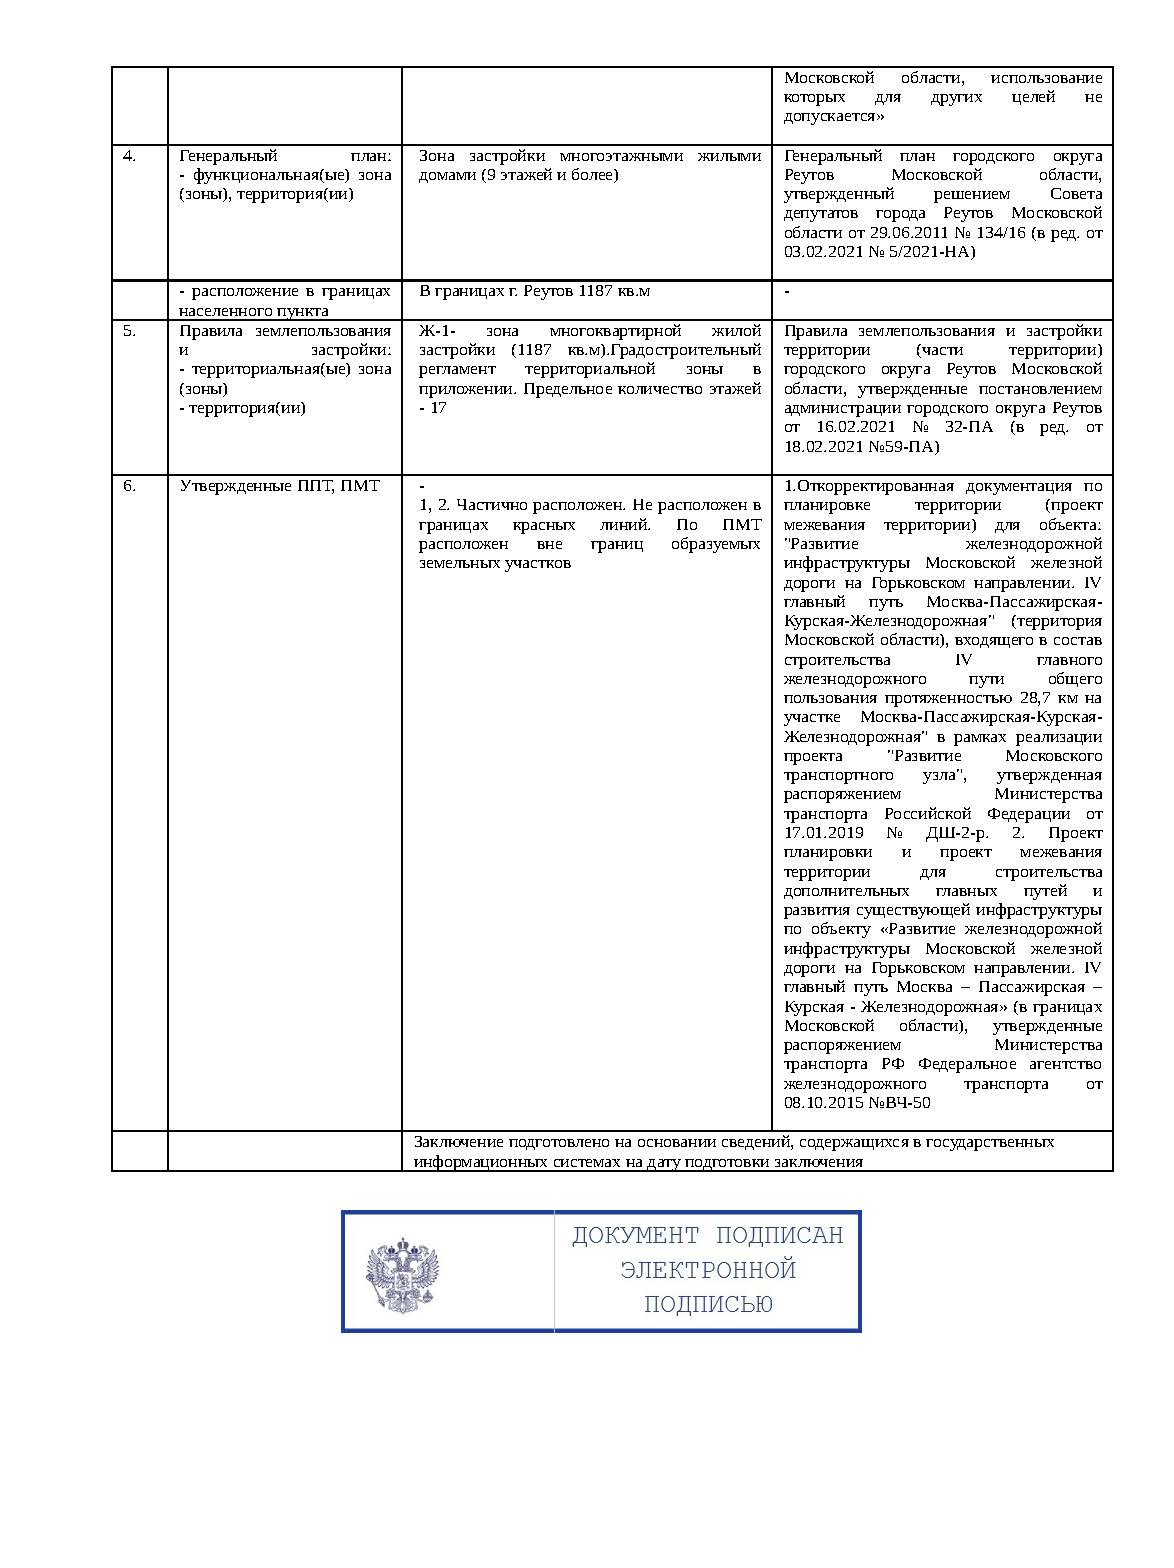 Московской области, использование
которых для других целей не
допускается»
4.
Генеральный план:
- функциональная(ые) зона
(зоны), территория(ии)
Зона застройки многоэтажными жилыми
домами (9 этажей и более)
Генеральный план городского округа
Реутов Московской области,
утвержденный решением Совета
депутатов города Реутов Московской
области от 29.06.2011 № 134/16 (в ред. от
03.02.2021 № 5/2021-НА)
- расположение в границах
населенного пункта
В границах г. Реутов 1187 кв.м
-
5.
Правила землепользования
и застройки:
- территориальная(ые) зона
(зоны)
- территория(ии)
Ж-1- зона многоквартирной жилой
застройки (1187 кв.м).Градостроительный
регламент территориальной зоны в
приложении. Предельное количество этажей
- 17
Правила землепользования и застройки
территории (части территории)
городского округа Реутов Московской
области, утвержденные постановлением
администрации городского округа Реутов
от 16.02.2021 № 32-ПА (в ред. от
18.02.2021 №59-ПА)
6.
Утвержденные ППТ, ПМТ
-
1, 2. Частично расположен. Не расположен в
границах красных линий. По ПМТ
расположен вне границ образуемых
земельных участков
1.Откорректированная документация по
планировке территории (проект
межевания территории) для объекта:
"Развитие железнодорожной
инфраструктуры Московской железной
дороги на Горьковском направлении. IV
главный путь Москва-Пассажирская-
Курская-Железнодорожная" (территория
Московской области), входящего в состав
строительства IV главного
железнодорожного пути общего
пользования протяженностью 28,7 км на
участке Москва-Пассажирская-Курская-
Железнодорожная" в рамках реализации
проекта "Развитие Московского
транспортного узла", утвержденная
распоряжением Министерства
транспорта Российской Федерации от
17.01.2019 № ДШ-2-р. 2. Проект
планировки и проект межевания
территории для строительства
дополнительных главных путей и
развития существующей инфраструктуры
по объекту «Развитие железнодорожной
инфраструктуры Московской железной
дороги на Горьковском направлении. IV
главный путь Москва – Пассажирская –
Курская - Железнодорожная» (в границах
Московской области), утвержденные
распоряжением Министерства
транспорта РФ Федеральное агентство
железнодорожного транспорта от
08.10.2015 №ВЧ-50
Заключение подготовлено на основании сведений, содержащихся в государственных
информационных системах на дату подготовки заключения
ДОКУМЕНТ ПОДПИСАН
ЭЛЕКТРОННОЙ
ПОДПИСЬЮ